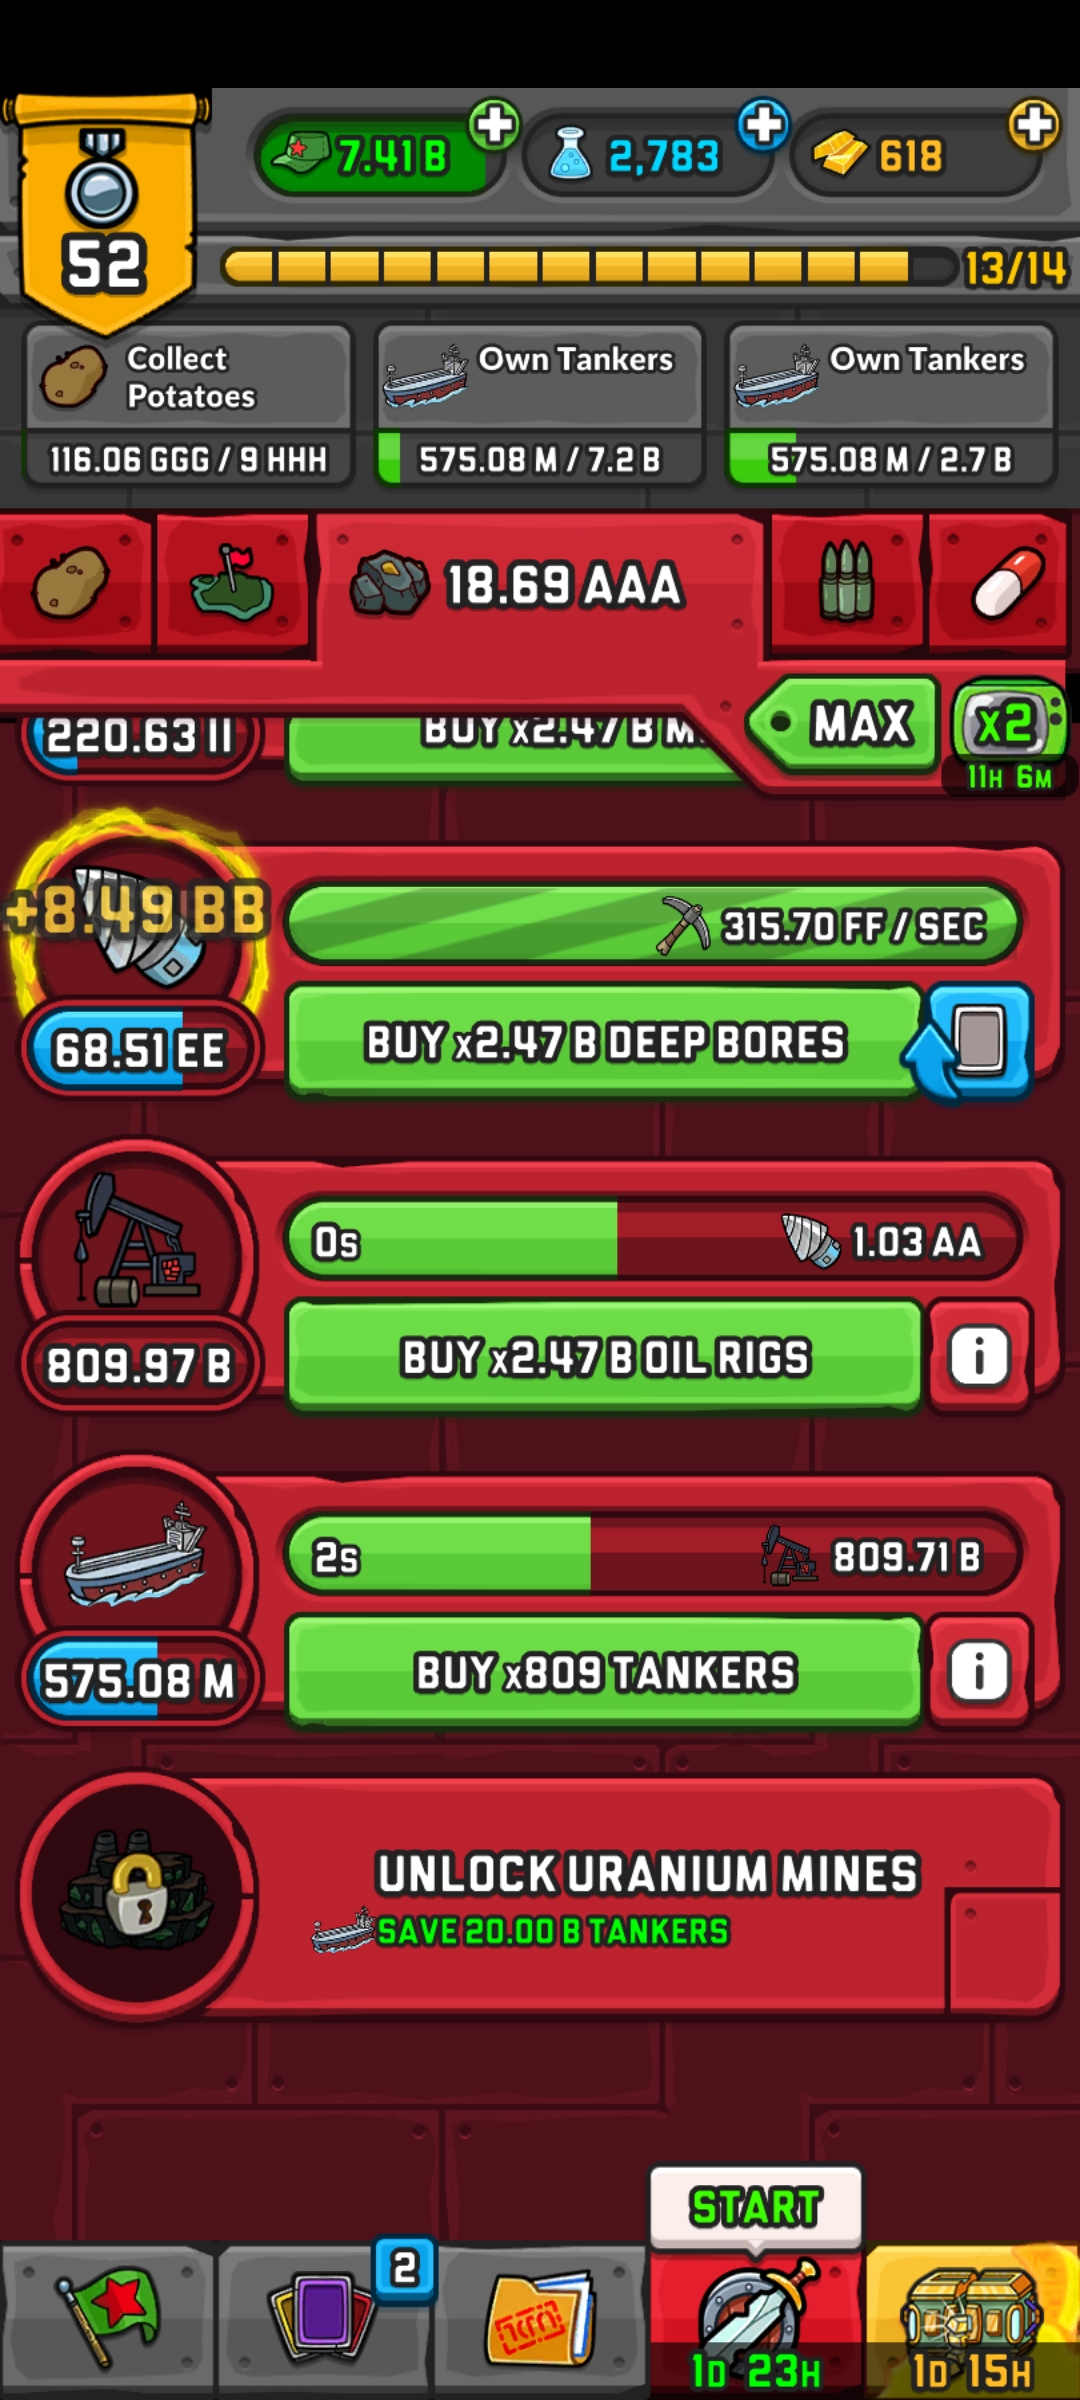 7.41 B
2,783
618
52
13/14
Collect
Potatoes
116.06 GGG / 9 HHH
Own Tankers
575.08 M / 7.2 B
Own Tankers
575.08 M / 2.7 B
18.69 AAA
MAX
x2
11H 6M
220.63 II
BUY x2.47 B M
+8.49 BB
315.70 FF / SEC
68.51 EE
BUY x2.47 B DEEP BORES
0s
1.03 AA
809.97 B
BUY x2.47 B OIL RIGS
i
2s
809.71 B
575.08 M
BUY x809 TANKERS
i
UNLOCK URANIUM MINES
SAVE 20.00 B TANKERS
START
2
1D 23H
1D 15H